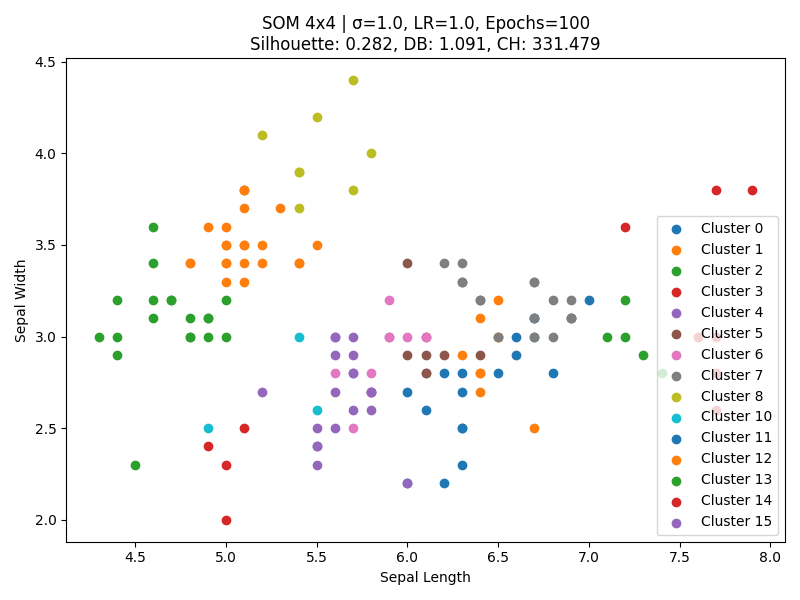 SOM 4x4 | σ=1.0, LR=1.0, Epochs=100
Silhouette: 0.282, DB: 1.091, CH: 331.479
4.5
4.0
3.5
3.0
2.5
2.0
Sepal Width
4.5 5.0 5.5 6.0 6.5 7.0 7.5 8.0
Sepal Length
Cluster 0
Cluster 1
Cluster 2
Cluster 3
Cluster 4
Cluster 5
Cluster 6
Cluster 7
Cluster 8
Cluster 10
Cluster 11
Cluster 12
Cluster 13
Cluster 14
Cluster 15